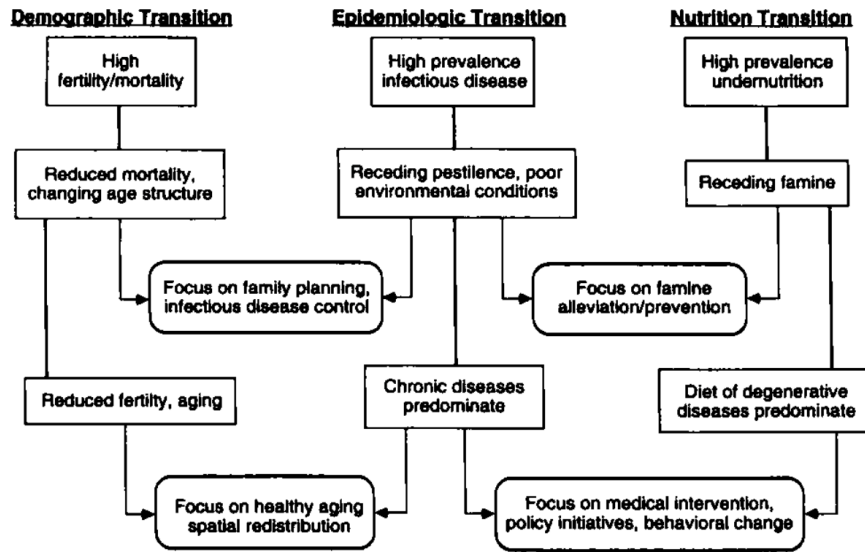 Demographic Transition
Epidemiologic Transition
Nutrition Transition
High
fertility/mortality
High prevalence
infectious disease
High prevalence
undernutrition
Reduced mortality,
changing age structure
Receding pestilence, poor
environmental conditions
Receding famine
Focus on family planning,
infectious disease control
Focus on famine
alleviation/prevention
Reduced fertilty, aging
Chronic diseases
predominate
Diet of degenerative
diseases predominate
Focus on healthy aging
spatial redistribution
Focus on medical intervention,
policy initiatives, behavioral change